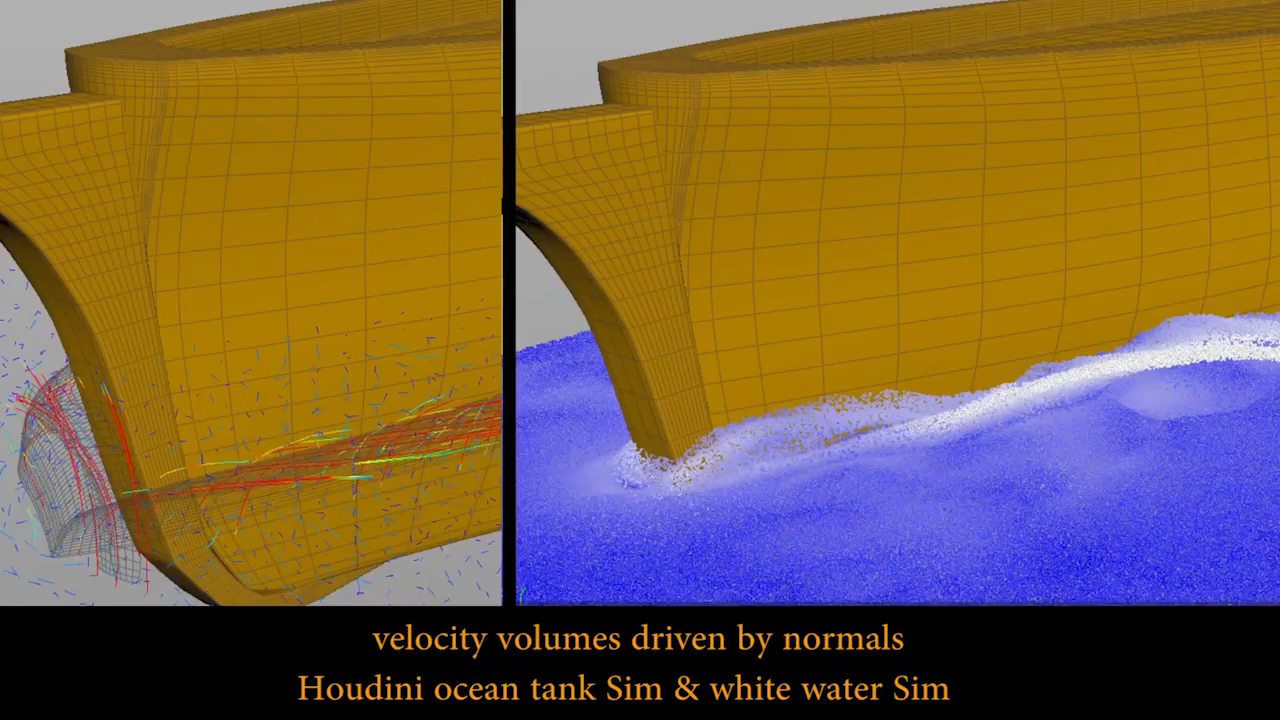 velocity volumes driven by normals
Houdini ocean tank Sim & white water Sim